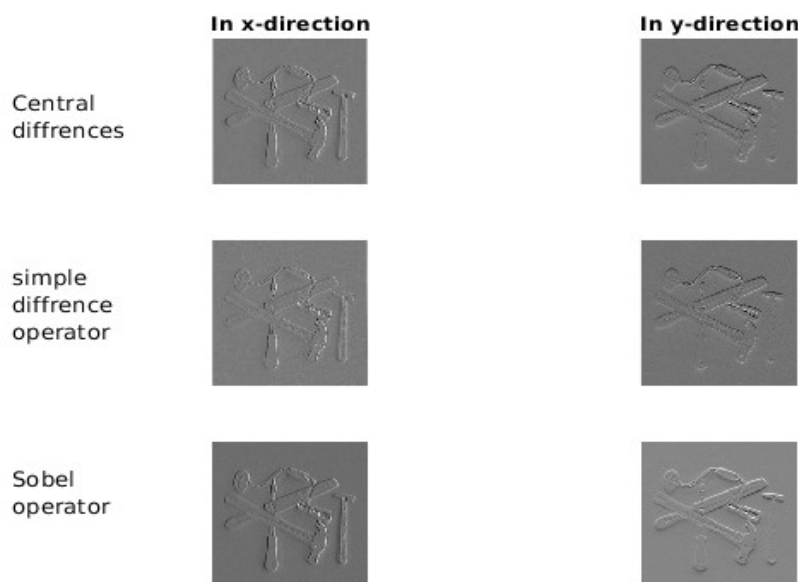 In x-direction
In y-direction
Central
diffrences
simple
diffrence
operator
Sobel
operator